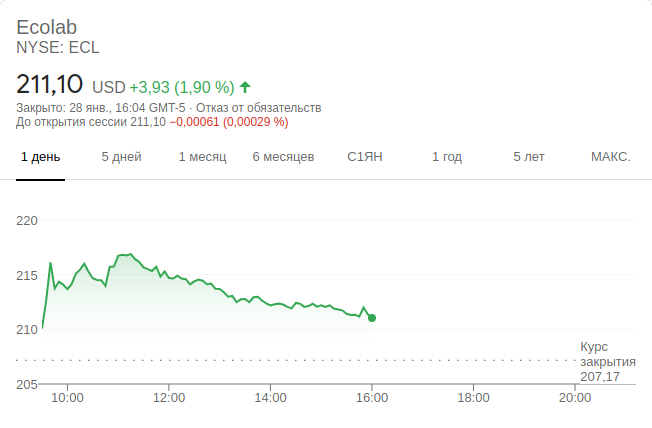 Ecolab
NYSE: ECL
211,10 USD +3,93 (1,90 %)
Закрыто: 28 янв., 16:04 GMT-5 · Отказ от обязательств
До открытия сессии 211,10 −0,00061 (0,00029 %)
1 день 5 дней 1 месяц 6 месяцев С1ЯН 1 год 5 лет МАКС.
220
215
210
Курс
закрытия
207,17
205
10:00 12:00 14:00 16:00 18:00 20:00